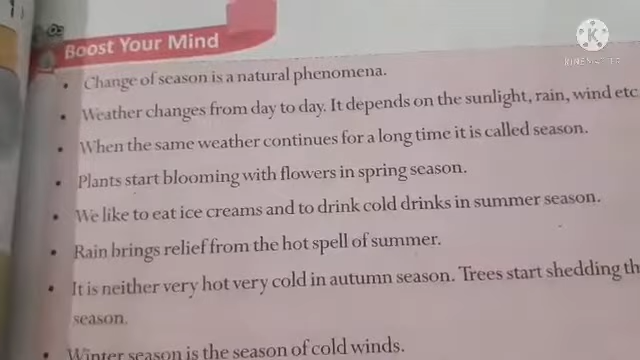 Boost Your Mind
KINEMASTER
• Change of season is a natural phenomena.
• Weather changes from day to day. It depends on the sunlight, rain, wind etc
• When the same weather continues for a long time it is called season.
• Plants start blooming with flowers in spring season.
• We like to eat ice creams and to drink cold drinks in summer season.
• Rain brings relief from the hot spell of summer.
• It is neither very hot very cold in autumn season. Trees start shedding th
season.
• Winter season is the season of cold winds.